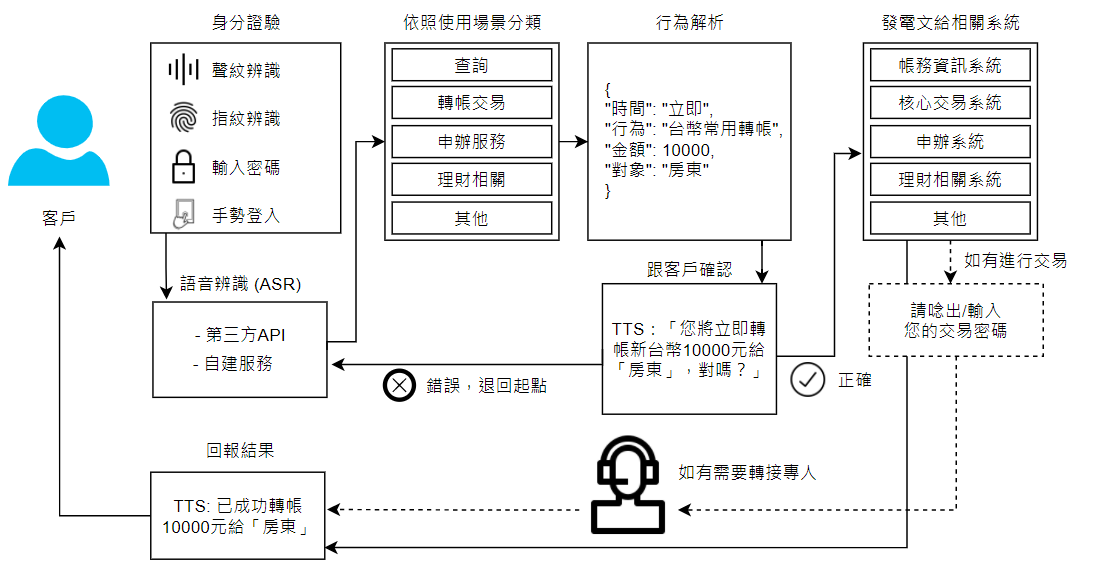 身分證驗
聲紋辨識
指紋辨識
輸入密碼
手勢登入
客戶
依照使用場景分類
查詢
轉帳交易
申辦服務
理財相關
其他
行為解析
{
"時間": "立即",
"行為": "台幣常用轉帳",
"金額": 10000,
"對象": "房東"
}
發電文給相關系統
帳務資訊系統
核心交易系統
申辦系統
理財相關系統
其他
如有進行交易
請唸出/輸入
您的交易密碼
語音辨識 (ASR)
- 第三方API
- 自建服務
跟客戶確認
TTS：「您將立即轉
帳新台幣10000元給
「房東」，對嗎？」
錯誤，退回起點
正確
如有需要轉接專人
回報結果
TTS: 已成功轉帳
10000元給「房東」